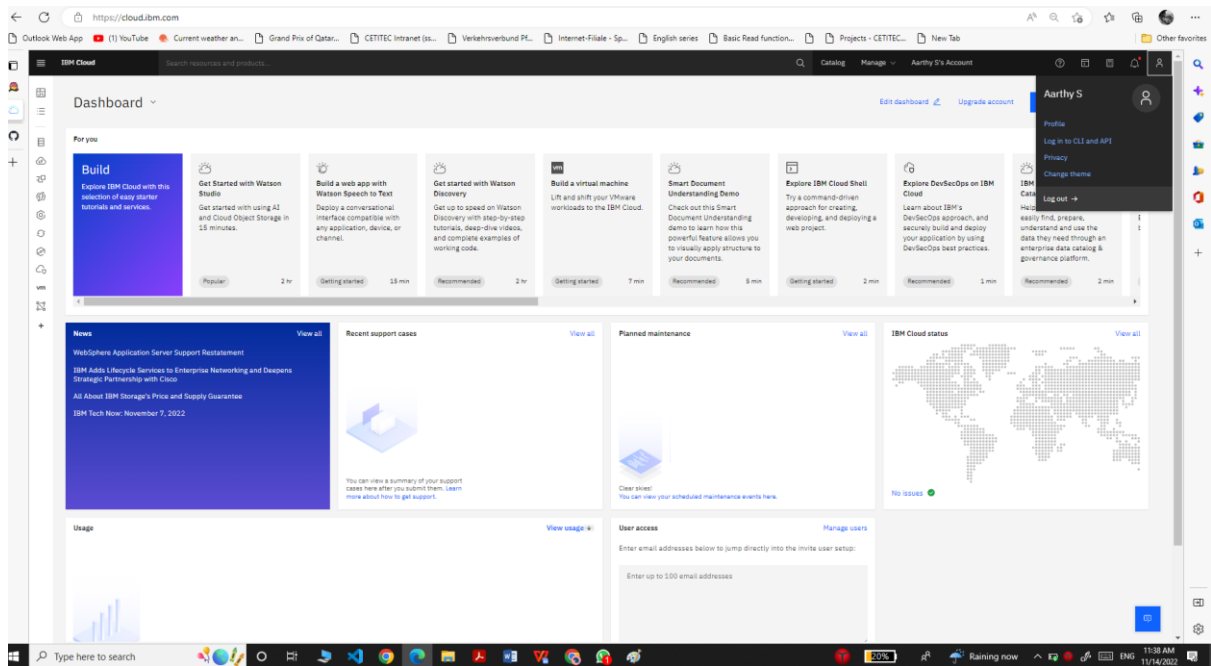 https://cloud.ibm.com
Outlook Web App
(1) YouTube
Current weather an...
Grand Prix of Qatar...
CETITEC Intranet (ss...
Verkehrsverbund Pf...
Internet-Filiale - Sp...
English series
Basic Read function...
Projects - CETITEC...
New Tab
Other favorites
IBM Cloud
Search resources and products...
Catalog
Manage
Aarthy S's Account
Dashboard
Edit dashboard
Upgrade account
Aarthy S
Profile
Log in to CLI and API
Privacy
Change theme
Log out →
For you
Build
Explore IBM Cloud with this
selection of easy starter
tutorials and services.
Get Started with Watson
Studio
Get started with using AI
and Cloud Object Storage in
15 minutes.
Popular
2 hr
Build a web app with
Watson Speech to Text
Deploy a conversational
interface compatible with
any application, device, or
channel.
Getting started
15 min
Get started with Watson
Discovery
Get up to speed on Watson
Discovery with step-by-step
tutorials, deep-dive videos,
and complete examples of
working code.
Recommended
2 hr
vm
Build a virtual machine
Lift and shift your VMware
workloads to the IBM Cloud.
Getting started
7 min
Smart Document
Understanding Demo
Check out this Smart
Document Understanding
demo to learn how this
powerful feature allows you
to visually apply structure to
your documents.
Recommended
5 min
Explore IBM Cloud Shell
Try a command-driven
approach for creating,
developing, and deploying a
web project.
Getting started
2 min
Explore DevSecOps on IBM
Cloud
Learn about IBM's
DevSecOps approach, and
securely build and deploy
your application by using
DevSecOps best practices.
Recommended
1 min
IBM
Cata
Help
easily find, prepare,
understand and use the
data they need through an
enterprise data catalog &
governance platform.
Recommended
2 min
vm
News
View all
WebSphere Application Server Support Restatement
IBM Adds Lifecycle Services to Enterprise Networking and Deepens
Strategic Partnership with Cisco
All About IBM Storage's Price and Supply Guarantee
IBM Tech Now: November 7, 2022
Recent support cases
View all
You can view a summary of your support
cases here after you submit them. Learn
more about how to get support.
Planned maintenance
View all
Clear skies!
You can view your scheduled maintenance events here.
IBM Cloud status
View all
No issues
Usage
View usage
User access
Manage users
Enter email addresses below to jump directly into the invite user setup:
Enter up to 100 email addresses
Type here to search
20%
Raining now
ENG
11:38 AM
11/14/2022